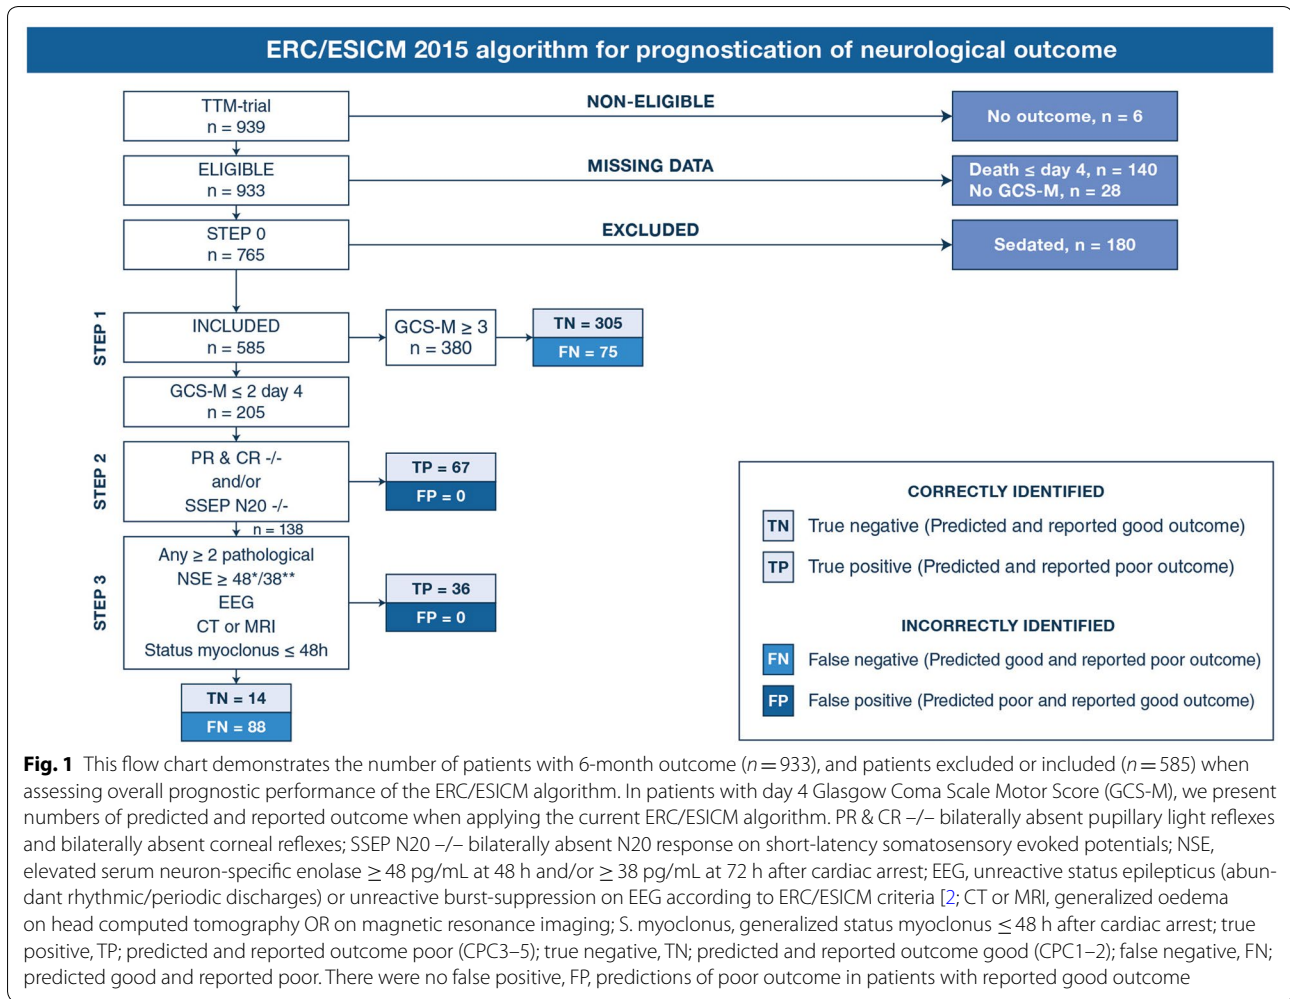 ERC/ESICM 2015 algorithm for prognostication of neurological outcome
TTM-trial
n = 939
NON-ELIGIBLE
No outcome, n = 6
ELIGIBLE
n = 933
MISSING DATA
Death ≤ day 4, n = 140
No GCS-M, n = 28
STEP 0
n = 765
EXCLUDED
Sedated, n = 180
STEP 1
INCLUDED
n = 585
GCS-M ≥ 3
n = 380
TN = 305
FN = 75
GCS-M ≤ 2 day 4
n = 205
STEP 2
PR & CR -/-
and/or
SSEP N20 -/-
TP = 67
FP = 0
n = 138
STEP 3
Any ≥ 2 pathological
NSE ≥ 48*/38**
EEG
CT or MRI
Status myoclonus ≤ 48h
TP = 36
FP = 0
TN = 14
FN = 88
CORRECTLY IDENTIFIED
TN True negative (Predicted and reported good outcome)
TP True positive (Predicted and reported poor outcome)
INCORRECTLY IDENTIFIED
FN False negative (Predicted good and reported poor outcome)
FP False positive (Predicted poor and reported good outcome)
Fig. 1 This flow chart demonstrates the number of patients with 6-month outcome (n = 933), and patients excluded or included (n = 585) when
assessing overall prognostic performance of the ERC/ESICM algorithm. In patients with day 4 Glasgow Coma Scale Motor Score (GCS-M), we present
numbers of predicted and reported outcome when applying the current ERC/ESICM algorithm. PR & CR –/– bilaterally absent pupillary light reflexes
and bilaterally absent corneal reflexes; SSEP N20 –/– bilaterally absent N20 response on short-latency somatosensory evoked potentials; NSE,
elevated serum neuron-specific enolase ≥ 48 pg/mL at 48 h and/or ≥ 38 pg/mL at 72 h after cardiac arrest; EEG, unreactive status epilepticus (abun-
dant rhythmic/periodic discharges) or unreactive burst-suppression on EEG according to ERC/ESICM criteria [2; CT or MRI, generalized oedema
on head computed tomography OR on magnetic resonance imaging; S. myoclonus, generalized status myoclonus ≤ 48 h after cardiac arrest; true
positive, TP; predicted and reported outcome poor (CPC3–5); true negative, TN; predicted and reported outcome good (CPC1–2); false negative, FN;
predicted good and reported poor. There were no false positive, FP, predictions of poor outcome in patients with reported good outcome